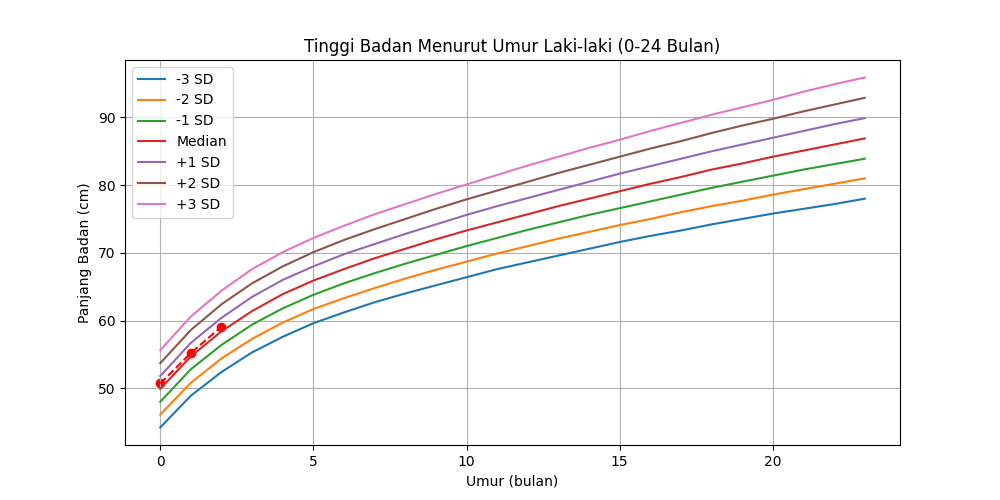 Tinggi Badan Menurut Umur Laki-laki (0-24 Bulan)
-3 SD
-2 SD
-1 SD
Median
+1 SD
+2 SD
+3 SD
Panjang Badan (cm)
90
80
70
60
50
0 5 10 15 20
Umur (bulan)